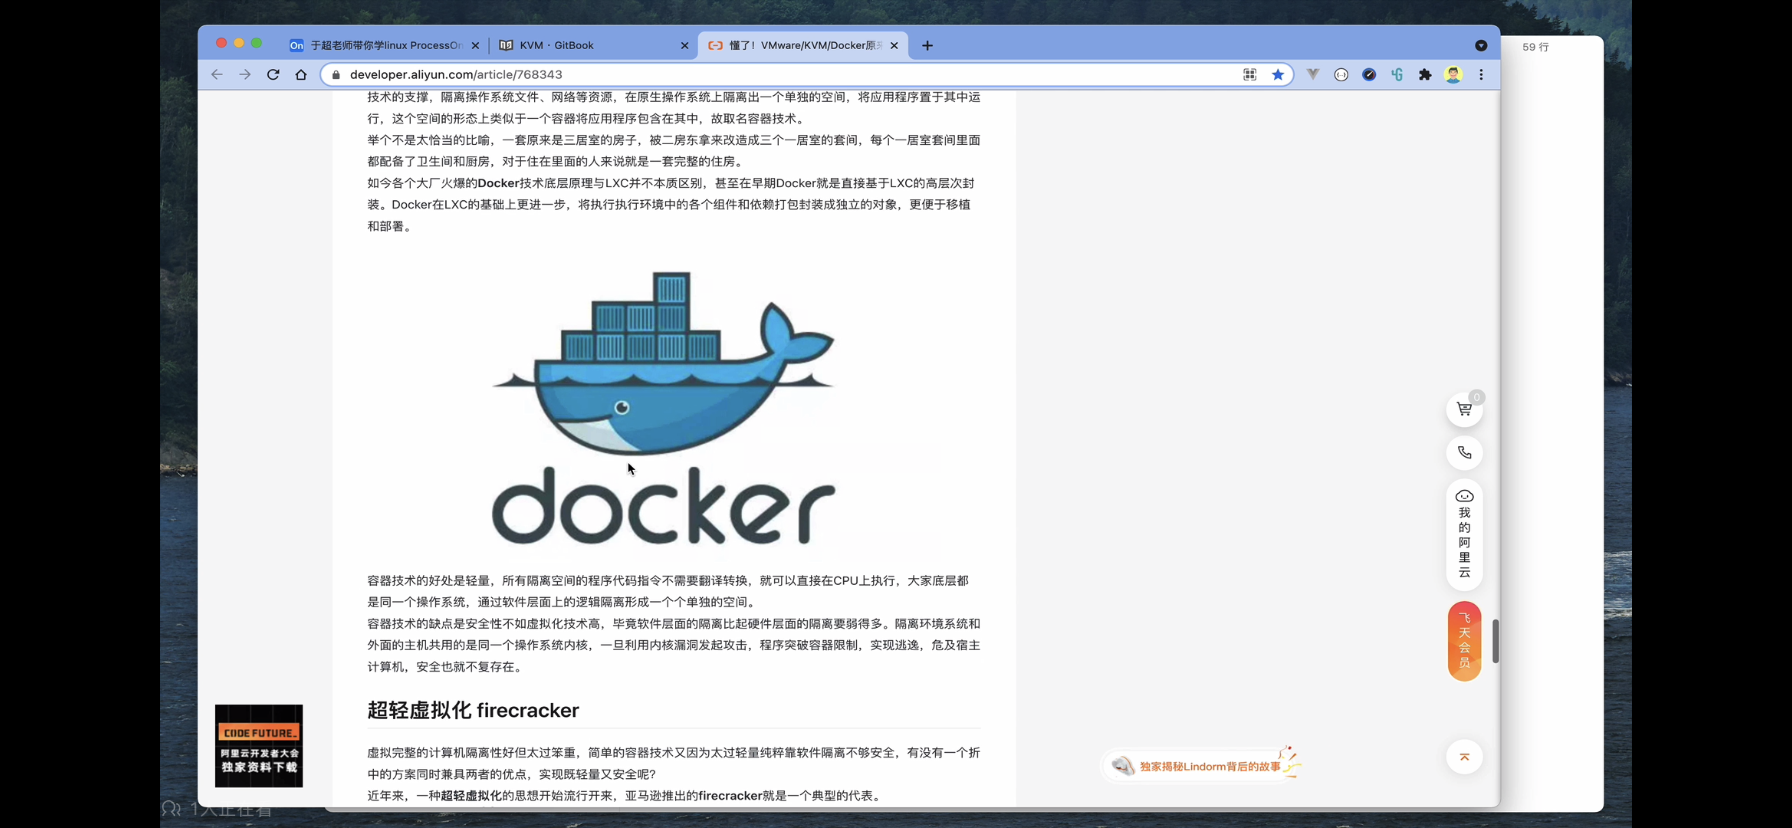 于超老师带你学linux ProcessOn
KVM · GitBook
懂了！VMware/KVM/Docker原
59 行
developer.aliyun.com/article/768343
技术的支撑，隔离操作系统文件、网络等资源，在原生操作系统上隔离出一个单独的空间，将应用程序置于其中运
行，这个空间的形态上类似于一个容器将应用程序包含在其中，故取名容器技术。
举个不是太恰当的比喻，一套原来是三居室的房子，被二房东拿来改造成三个一居室的套间，每个一居室套间里面
都配备了卫生间和厨房，对于住在里面的人来说就是一套完整的住房。
如今各个大厂火爆的Docker技术底层原理与LXC并不本质区别，甚至在早期Docker就是直接基于LXC的高层次封
装。Docker在LXC的基础上更进一步，将执行执行环境中的各个组件和依赖打包封装成独立的对象，更便于移植
和部署。
docker
容器技术的好处是轻量，所有隔离空间的程序代码指令不需要翻译转换，就可以直接在CPU上执行，大家底层都
是同一个操作系统，通过软件层面上的逻辑隔离形成一个个单独的空间。
容器技术的缺点是安全性不如虚拟化技术高，毕竟软件层面的隔离比起硬件层面的隔离要弱得多。隔离环境系统和
外面的主机共用的是同一个操作系统内核，一旦利用内核漏洞发起攻击，程序突破容器限制，实现逃逸，危及宿主
计算机，安全也就不复存在。
超轻虚拟化 firecracker
虚拟完整的计算机隔离性好但太过笨重，简单的容器技术又因为太过轻量纯粹靠软件隔离不够安全，有没有一个折
中的方案同时兼具两者的优点，实现既轻量又安全呢?
近年来，一种超轻虚拟化的思想开始流行开来，亚马逊推出的firecracker就是一个典型的代表。
0
我的阿里云
飞天会员
CODE FUTURE_
阿里云开发者大会
独家资料下载
独家揭秘Lindorm背后的故事
1人正在看